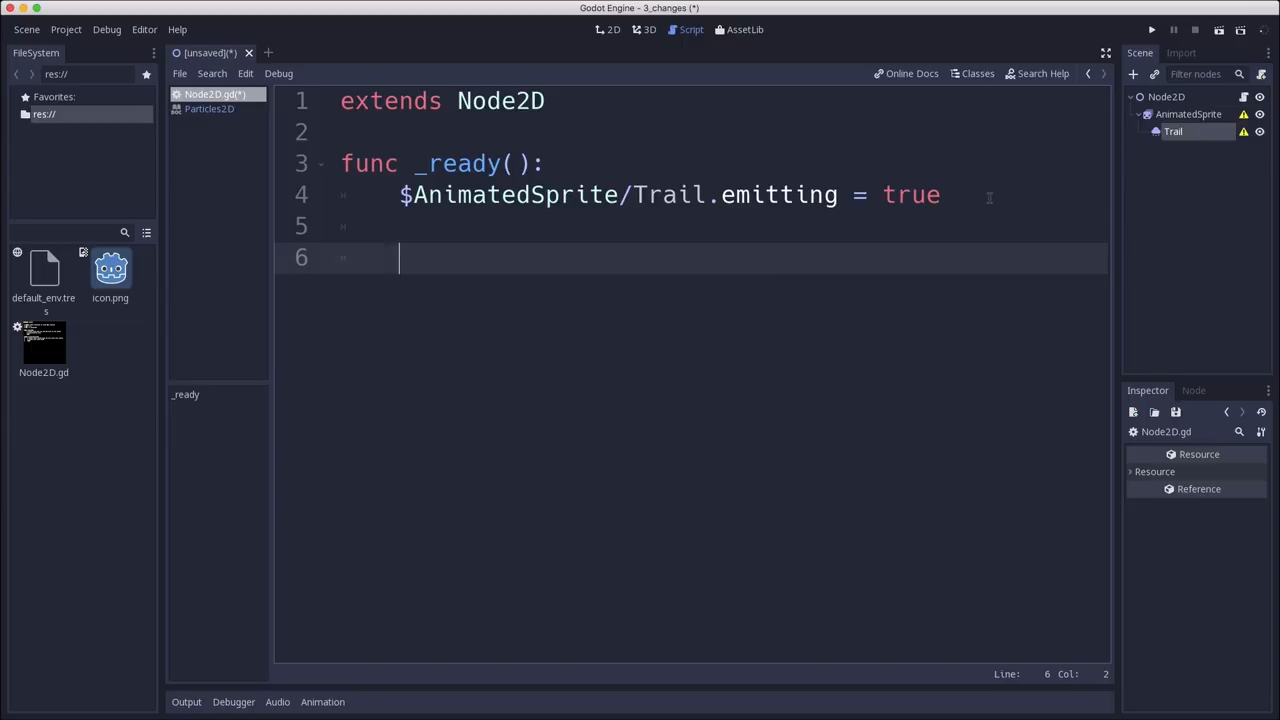 Godot Engine - 3_changes (*)
Scene Project Debug Editor Help
2D 3D Script AssetLib
FileSystem
[unsaved](*)
Scene Import
res://
File Search Edit Debug
Online Docs Classes Search Help
Filter nodes
Favorites:
res://
Node2D.gd(*)
Particles2D
Node2D
AnimatedSprite
Trail
1 extends Node2D
2
3 func _ready():
4 $AnimatedSprite/Trail.emitting = true
5
6
default_env.tres
icon.png
Node2D.gd
_ready
Inspector Node
Node2D.gd
Resource
Resource
Reference
Line: 6 Col: 2
Output Debugger Audio Animation